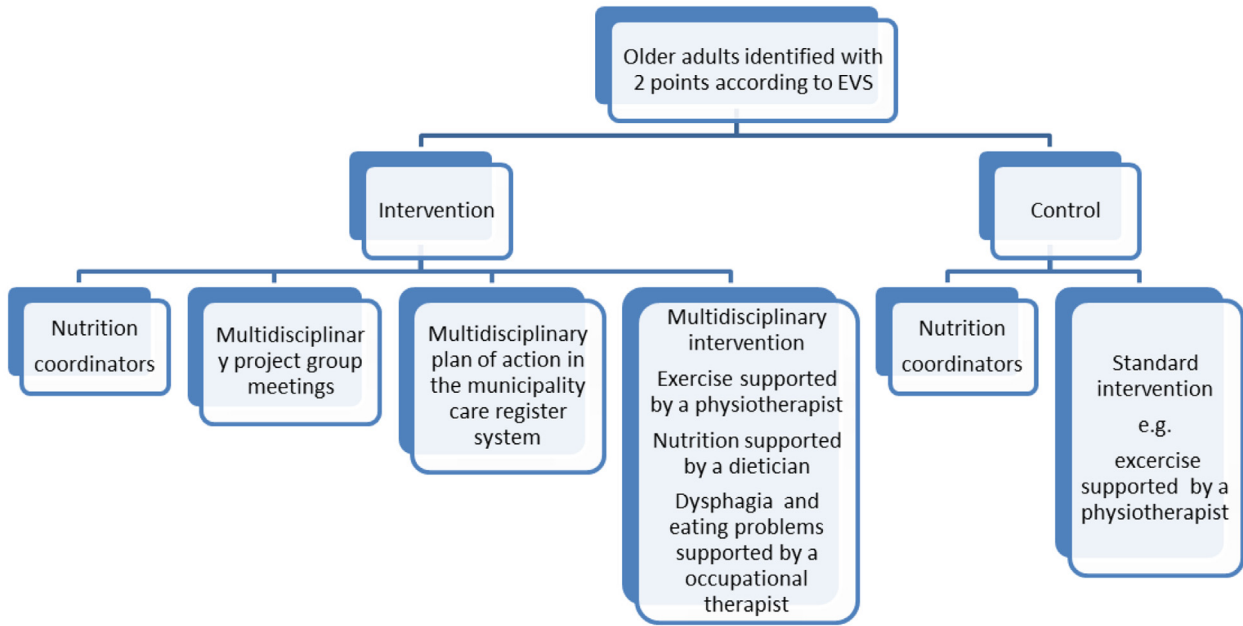 Older adults identified with
2 points according to EVS
Intervention
Control
Nutrition
coordinators
Multidisciplinar
y project group
meetings
Multidisciplinary
plan of action in
the municipality
care register
system
Multidisciplinary
intervention
Exercise supported
by a physiotherapist
Nutrition supported
by a dietician
Dysphagia and
eating problems
supported by a
occupational
therapist
Nutrition
coordinators
Standard
intervention
e.g.
excercise
supported by a
physiotherapist